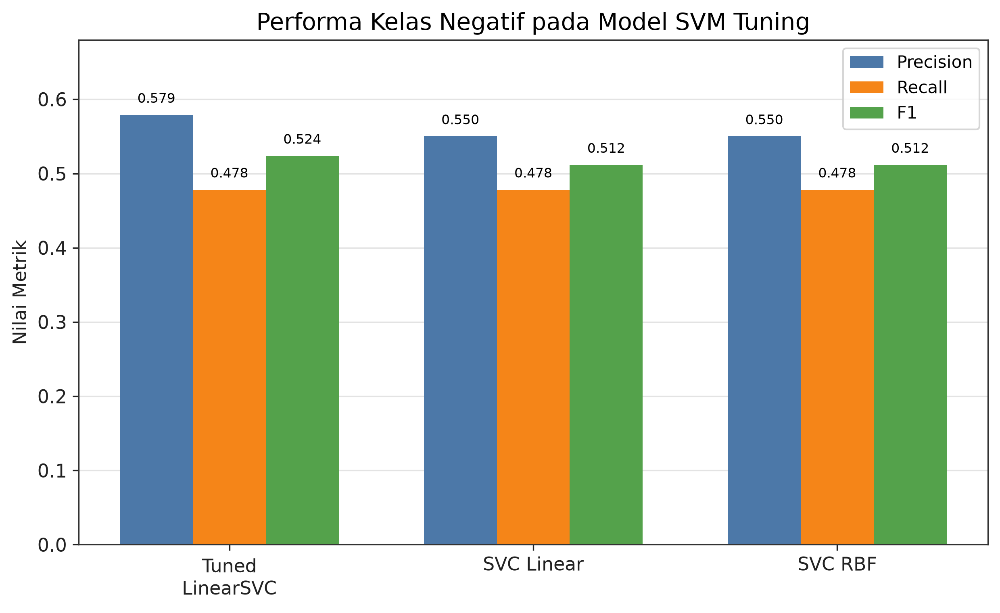 Performa Kelas Negatif pada Model SVM Tuning
Precision
Recall
F1
Nilai Metrik
0.6
0.5
0.4
0.3
0.2
0.1
0.0
0.579
0.478
0.524
0.550
0.478
0.512
0.550
0.478
0.512
Tuned
LinearSVC
SVC Linear
SVC RBF